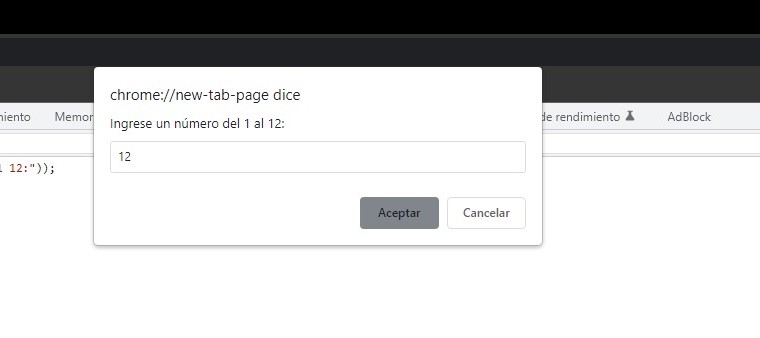 chrome://new-tab-page dice
Ingrese un número del 1 al 12:
miento Memor de rendimiento AdBlock
12
l 12:"));
Aceptar Cancelar